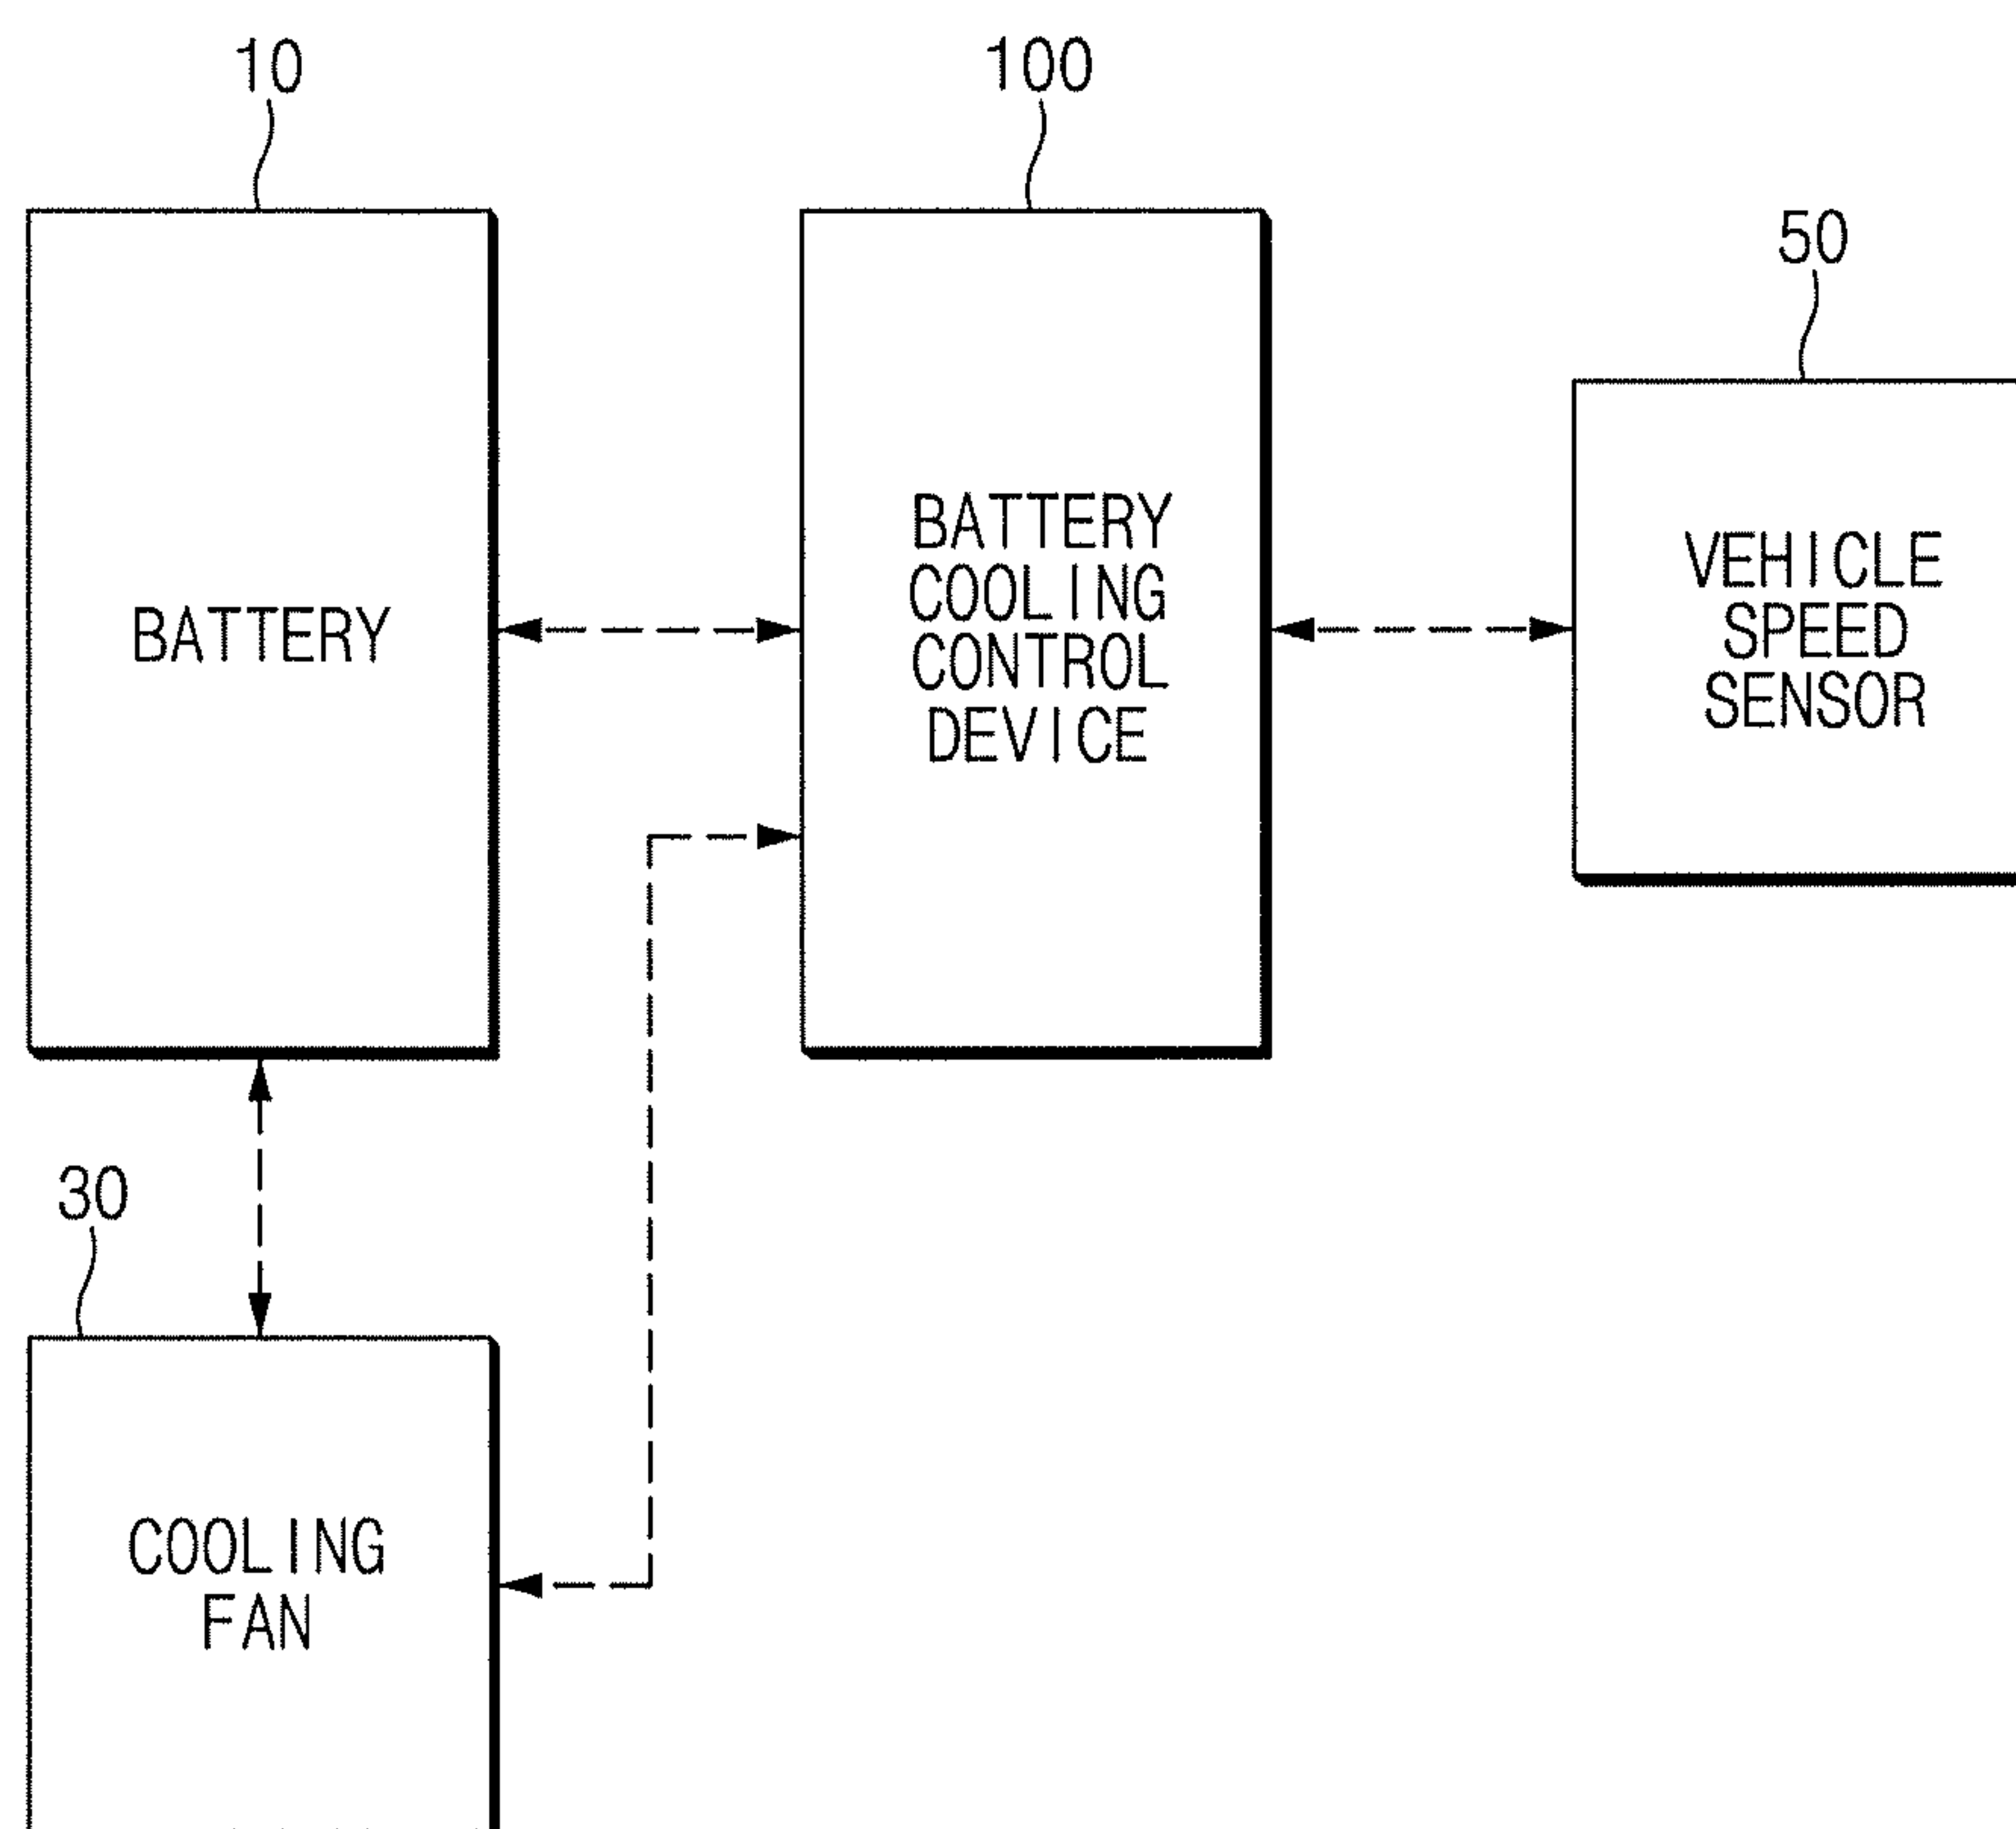 10
100
50
BATTERY
BATTERY
COOLING
CONTROL
DEVICE
VEHICLE
SPEED
SENSOR
30
COOLING
FAN